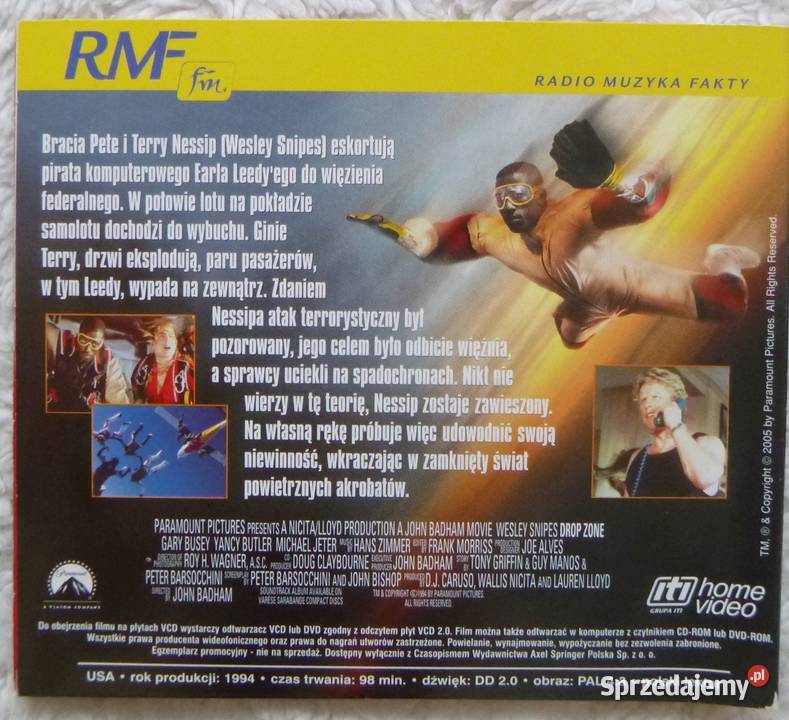 RMF fm.
RADIO MUZYKA FAKTY
Bracia Pete i Terry Nessip (Wesley Snipes) eskortują
pirata komputerowego Earla Leedy'ego do więzienia
federalnego. W połowie lotu na pokładzie
samolotu dochodzi do wybuchu. Ginie
Terry, drzwi eksplodują, paru pasażerów,
w tym Leedy, wypada na zewnątrz. Zdaniem
Nessipa atak terrorystyczny był
pozorowany, jego celem było odbicie więźnia,
a sprawcy uciekli na spadochronach. Nikt nie
wierzy w tę teorię, Nessip zostaje zawieszony.
Na własną rękę próbuje więc udowodnić swoją
niewinność, wkraczając w zamknięty świat
powietrznych akrobatów.
TM, ® & Copyright © 2005 by Paramount Pictures. All Rights Reserved.
PARAMOUNT PICTURES PRESENTS A NICITA/LLOYD PRODUCTION A JOHN BADHAM MOVIE WESLEY SNIPES DROP ZONE
GARY BUSEY YANCY BUTLER MICHAEL JETER MUSIC BY HANS ZIMMER EDITED BY FRANK MORRISS PRODUCTION DESIGNER JOE ALVES
DIRECTOR OF PHOTOGRAPHY ROY H. WAGNER, A.S.C. CO-PRODUCER DOUG CLAYBOURNE EXECUTIVE PRODUCER JOHN BADHAM STORY BY TONY GRIFFIN & GUY MANOS &
PETER BARSOCCHINI SCREENPLAY BY PETER BARSOCCHINI AND JOHN BISHOP PRODUCED BY D.J. CARUSO, WALLIS NICITA AND LAUREN LLOYD
DIRECTED BY JOHN BADHAM SOUNDTRACK ALBUM AVAILABLE ON VARÈSE SARABANDE COMPACT DISCS TM & COPYRIGHT (C) 1994 BY PARAMOUNT PICTURES. ALL RIGHTS RESERVED.
Paramount
A VIACOM COMPANY
iti home video
GRUPA ITI
Do obejrzenia filmu na płytach VCD wystarczy odtwarzacz VCD lub DVD zgodny z odczytem płyt VCD 2.0. Film można także odtwarzać w komputerze z czytnikiem CD-ROM lub DVD-ROM.
Wszystkie prawa producenta wideofonicznego oraz prawa do nagrań utworów zastrzeżone. Powielanie, wynajmowanie, wypożyczanie bez zezwolenia zabronione.
Egzemplarz promocyjny - nie na sprzedaż. Dostępny wyłącznie z Czasopismem Wydawnictwa Axel Springer Polska Sp. z o. o.
USA • rok produkcji: 1994 • czas trwania: 98 min. • dźwięk: DD 2.0 • obraz: PAL
Sprzedajemy.pl